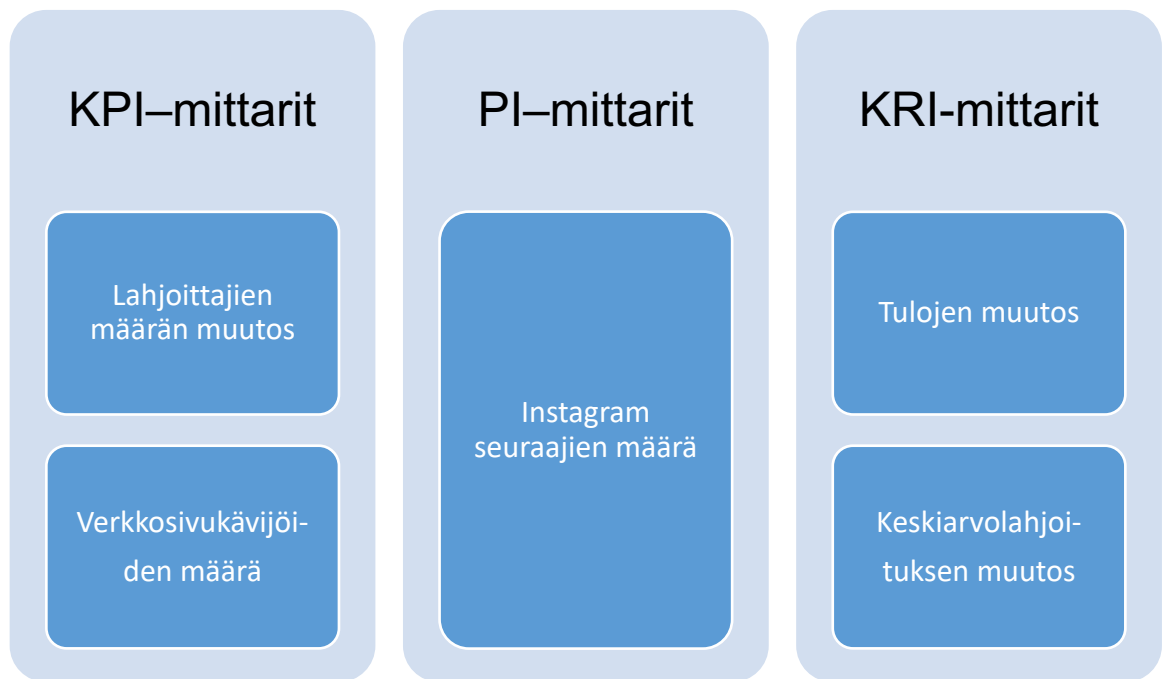 KPI–mittarit
Lahjoittajien
määrän muutos
Verkkosivukävijöi-
den määrä
PI–mittarit
Instagram
seuraajien määrä
KRI-mittarit
Tulojen muutos
Keskiarvolahjoi-
tuksen muutos